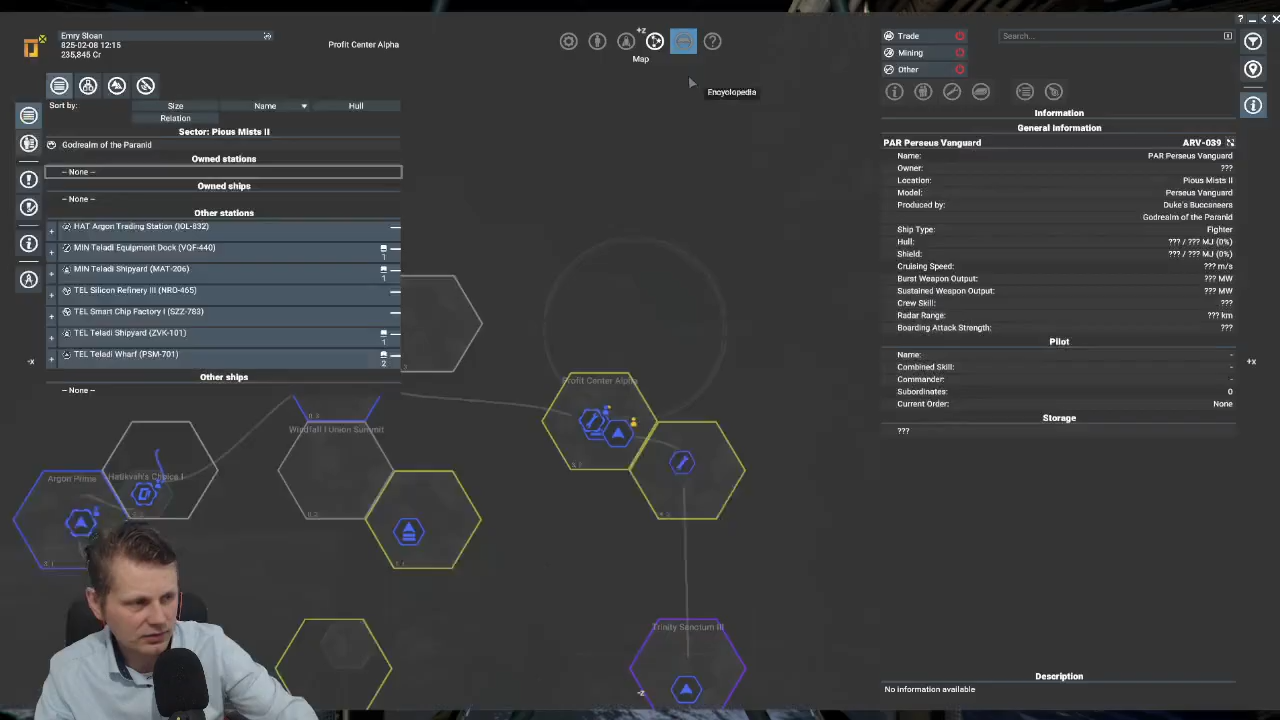 Emry Sloan
825-02-08 12:15
235,845 Cr
Profit Center Alpha
+z
Map
Encyclopedia
Trade
Mining
Other
Search...
Sort by:
Size
Name
Hull
Relation
Sector: Pious Mists II
Godrealm of the Paranid
Owned stations
-- None --
Owned ships
-- None --
Other stations
HAT Argon Trading Station (IOL-832)
MIN Teladi Equipment Dock (VQF-440)
1
MIN Teladi Shipyard (MAT-206)
1
TEL Silicon Refinery III (NRO-465)
TEL Smart Chip Factory I (SZZ-783)
TEL Teladi Shipyard (ZVK-101)
1
TEL Teladi Wharf (PSM-701)
2
Other ships
-- None --
-x
+x
-z
Profit Center Alpha
Windfall I Union Summit
Hatikvah's Choice I
Argon Prime
Trinity Sanctum III
Information
General Information
PAR Perseus Vanguard ARV-039
Name: PAR Perseus Vanguard
Owner: ???
Location: Pious Mists II
Model: Perseus Vanguard
Produced by: Duke's Buccaneers
Godrealm of the Paranid
Ship Type: Fighter
Hull: ??? / ??? MJ (0%)
Shield: ??? / ??? MJ (0%)
Cruising Speed: ??? m/s
Burst Weapon Output: ??? MW
Sustained Weapon Output: ??? MW
Crew Skill: ???
Radar Range: ??? km
Boarding Attack Strength: ???
Pilot
Name: -
Combined Skill: -
Commander: -
Subordinates: 0
Current Order: None
Storage
???
Description
No information available